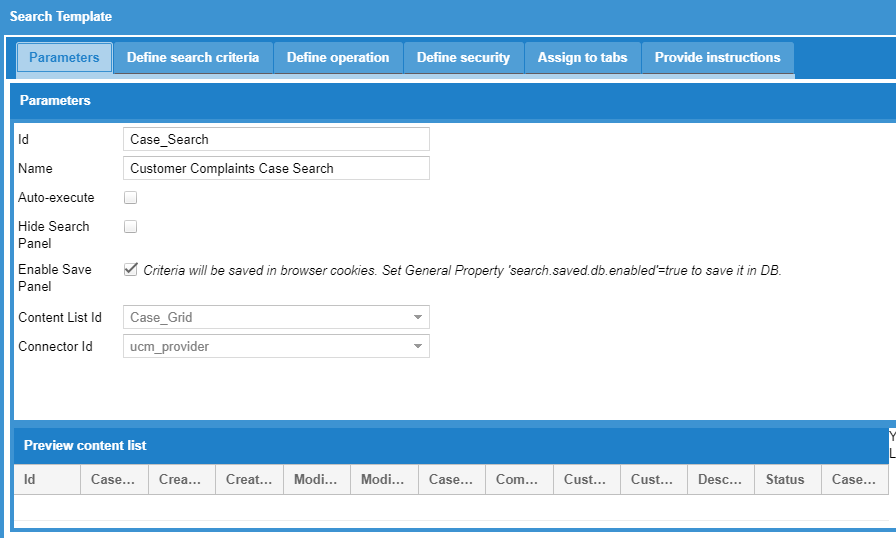 Search Template
Parameters Define search criteria Define operation Define security Assign to tabs Provide instructions
Parameters
Id Case_Search
Name Customer Complaints Case Search
Auto-execute
Hide Search
Panel
Enable Save Criteria will be saved in browser cookies. Set General Property 'search.saved.db.enabled'=true to save it in DB.
Panel
Content List Id Case_Grid
Connector Id ucm_provider
Preview content list
Id Case... Crea... Creat... Modi... Modi... Case... Com... Cust... Cust... Desc... Status Case...